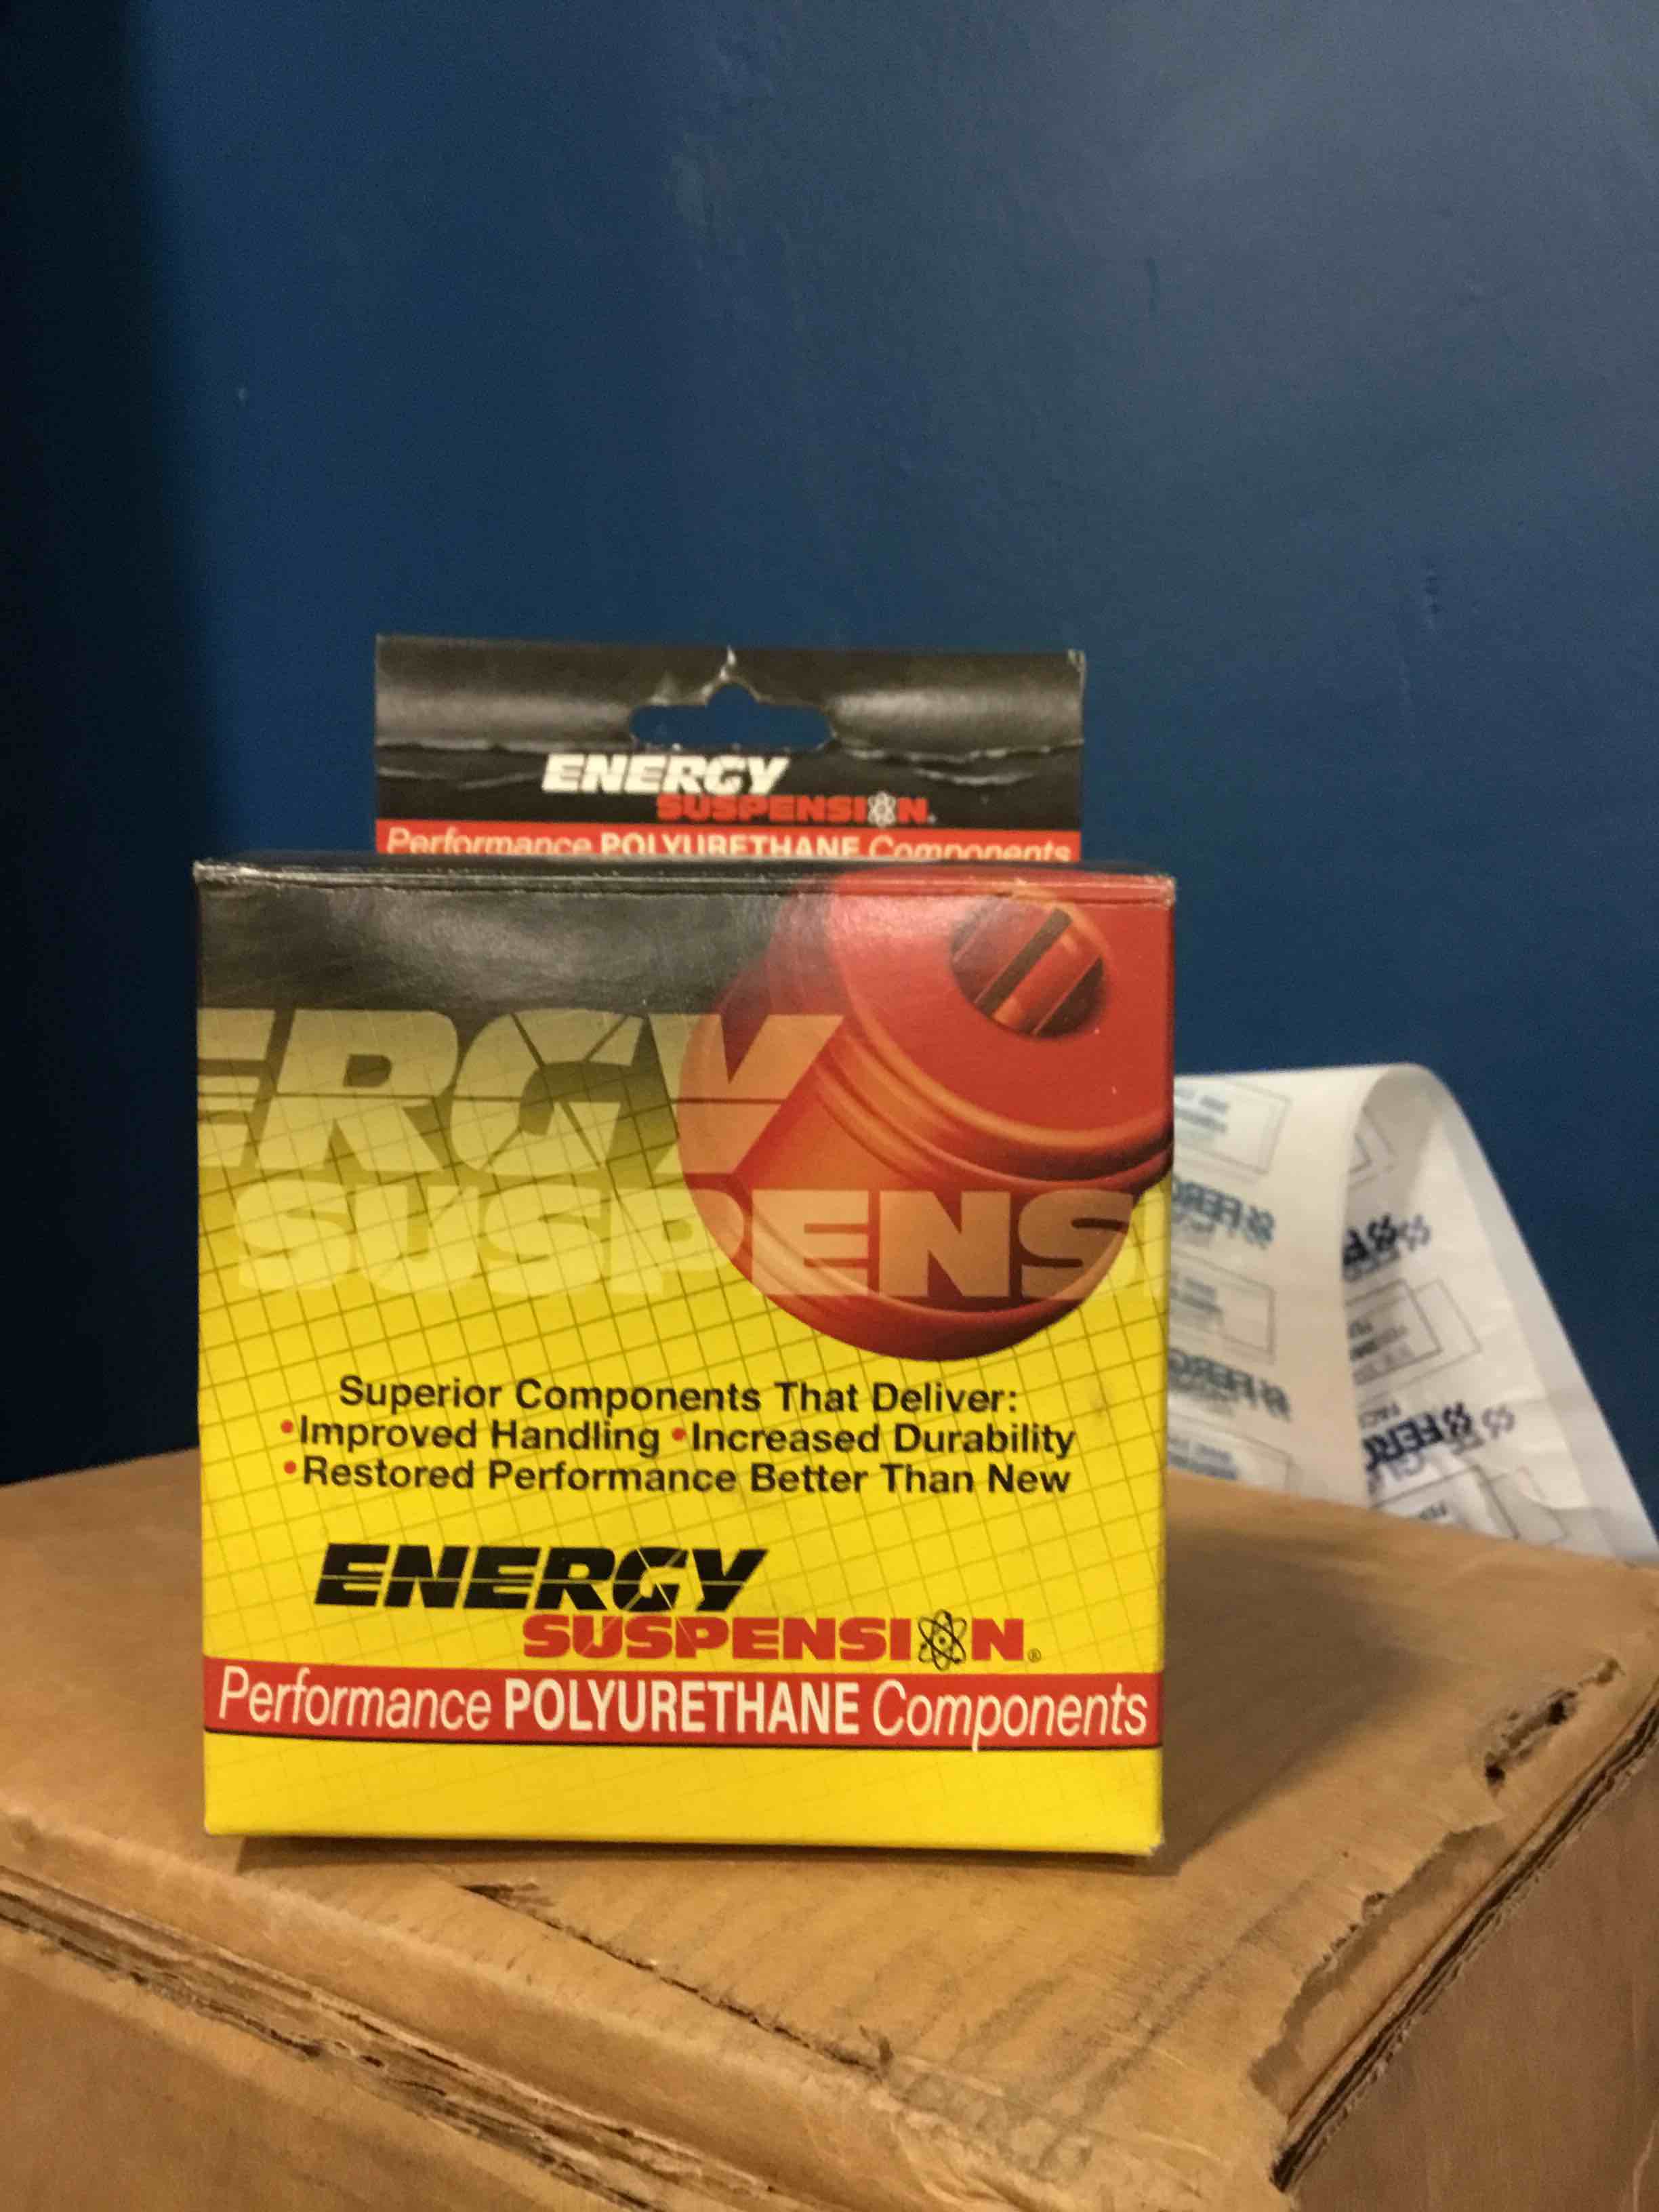 ENERGY
SUSPENSION.
Performance POLYURETHANE Components
ERGY
SUSPENS
Superior Components That Deliver:
•Improved Handling •Increased Durability
•Restored Performance Better Than New
ENERGY
SUSPENSION®
Performance POLYURETHANE Components